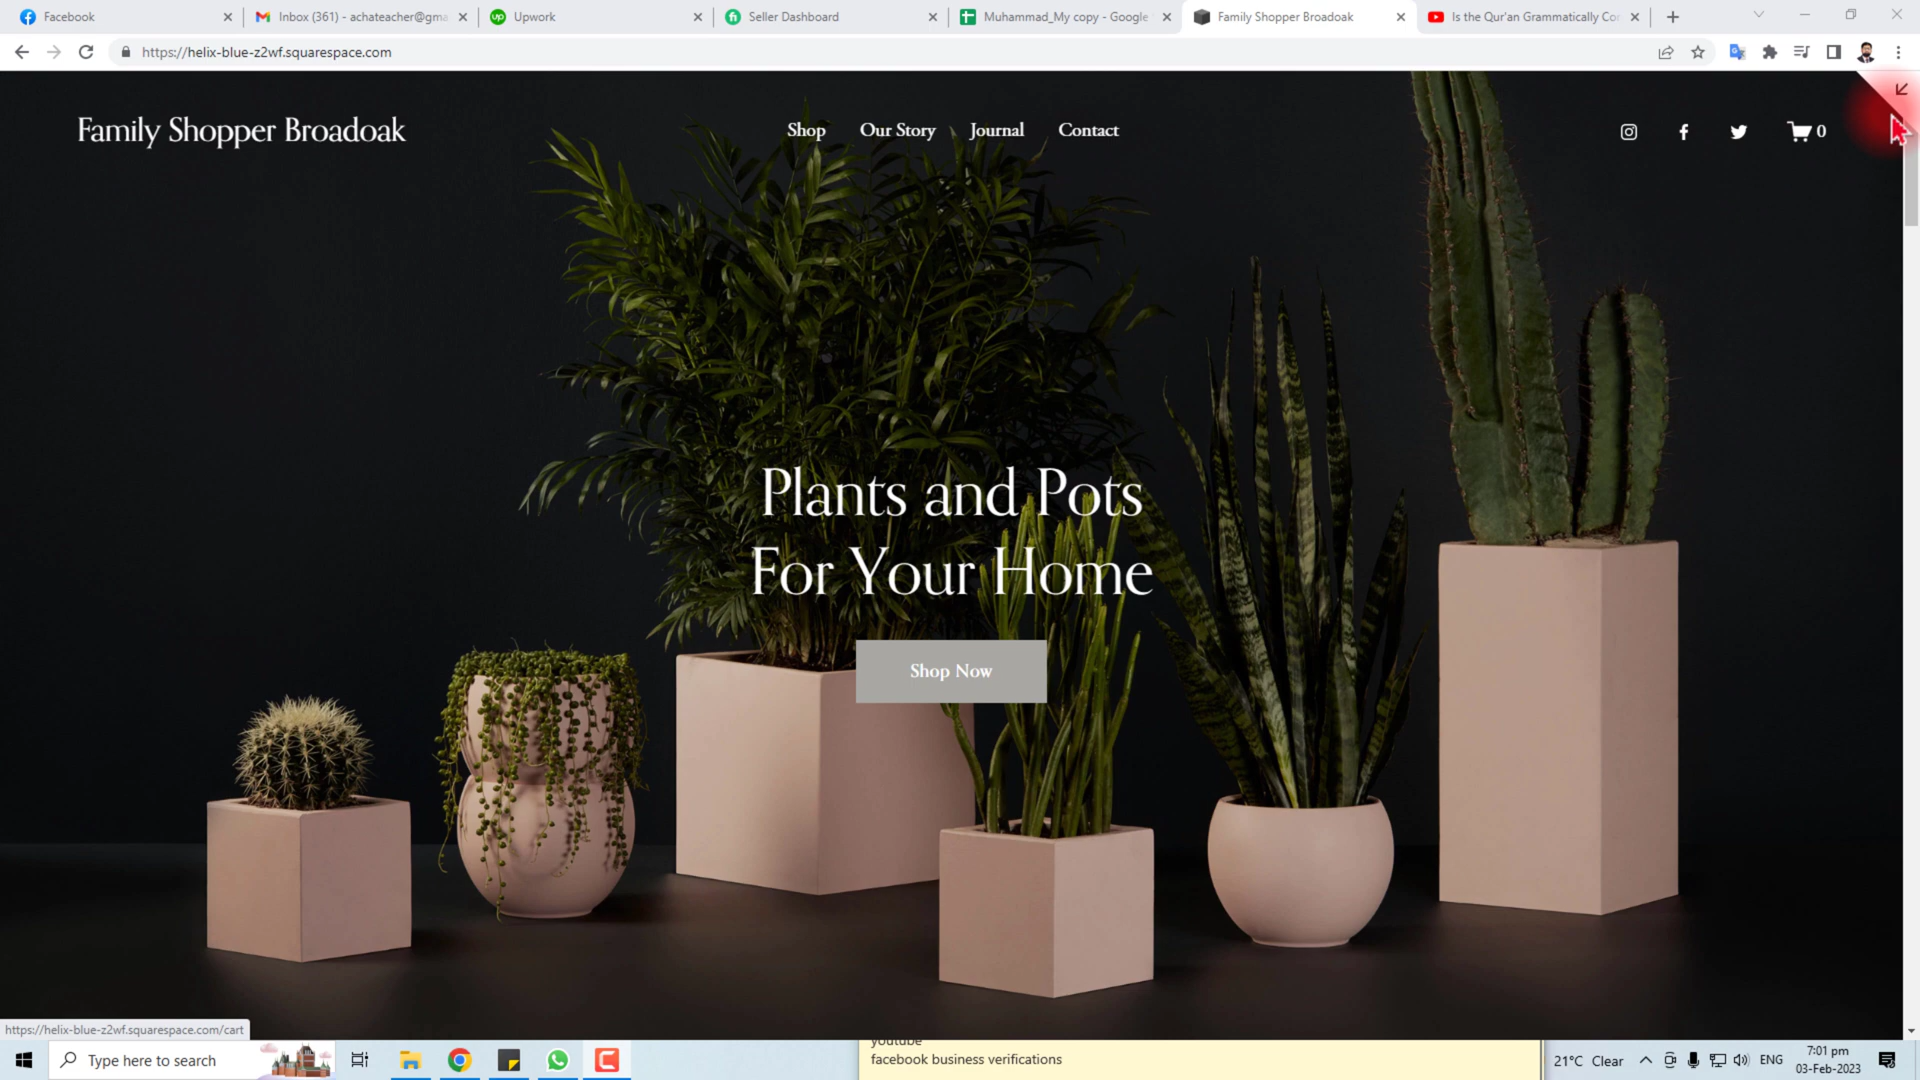 Facebook
Inbox (361) - achateacher@gma
Upwork
Seller Dashboard
Muhammad_My copy - Google
Family Shopper Broadoak
Is the Qur'an Grammatically Co
https://helix-blue-z2wf.squarespace.com
Family Shopper Broadoak
Shop
Our Story
Journal
Contact
0
Plants and Pots
For Your Home
Shop Now
https://helix-blue-z2wf.squarespace.com/cart
Type here to search
youtube
facebook business verifications
21°C Clear
ENG
7:01 pm
03-Feb-2023